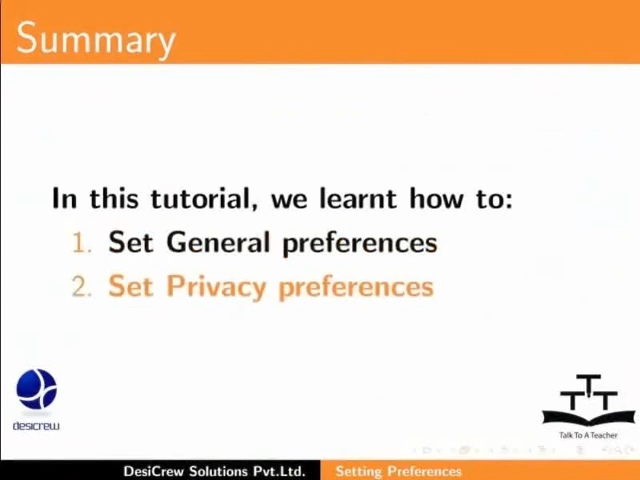 Summary
In this tutorial, we learnt how to:
1. Set General preferences
2. Set Privacy preferences
desicrew
TTT
Talk To A Teacher
DesiCrew Solutions Pvt.Ltd.
Setting Preferences